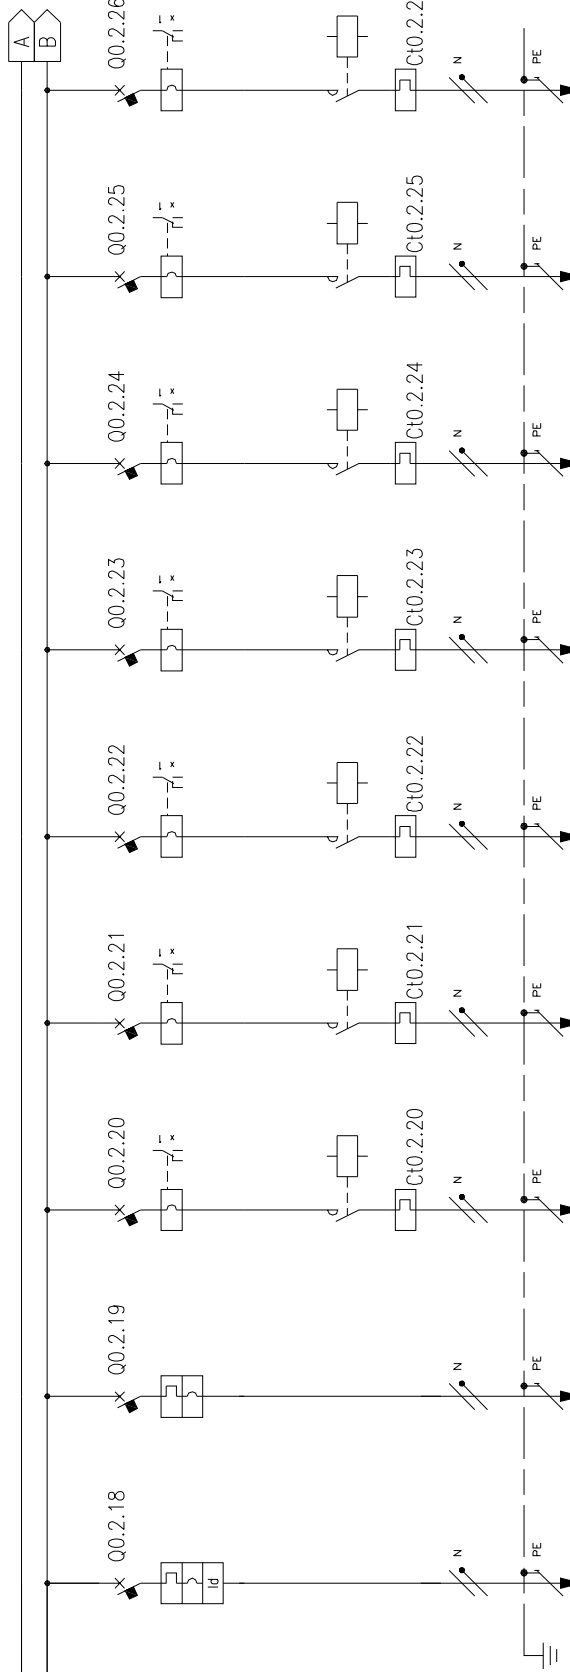 A
B
Q0.2.26
Ct0.2.2
N
PE
Q0.2.25
Ct0.2.25
N
PE
Q0.2.24
Ct0.2.24
N
PE
Q0.2.23
Ct0.2.23
N
PE
Q0.2.22
Ct0.2.22
N
PE
Q0.2.21
Ct0.2.21
N
PE
Q0.2.20
Ct0.2.20
N
PE
Q0.2.19
N
PE
Q0.2.18
Id
N
PE